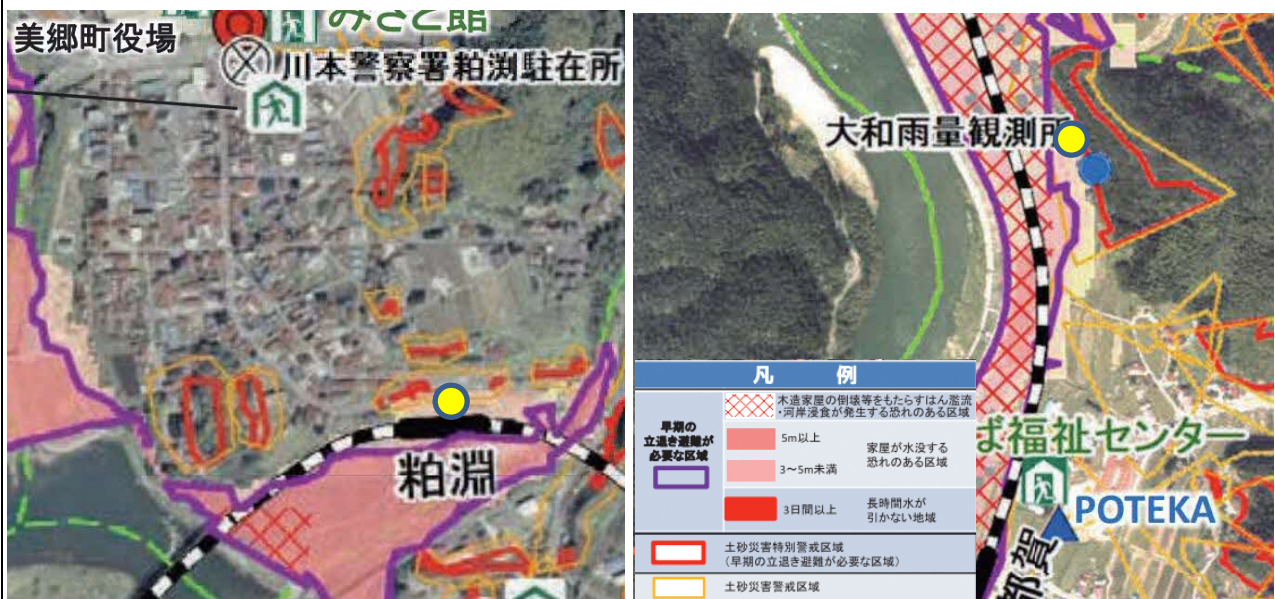 みさと館
美郷町役場
川本警察署粕渕駐在所
粕淵
大和雨量観測所
凡 例
早期の
立退き避難が
必要な区域
木造家屋の倒壊等をもたらすはん濫流
・河岸浸食が発生する恐れのある区域
5m以上
3～5m未満
家屋が水没する
恐れのある区域
3日間以上
長時間水が
引かない地域
土砂災害特別警戒区域
(早期の立退き避難が必要な区域)
土砂災害警戒区域
ば福祉センター
POTEKA
都賀